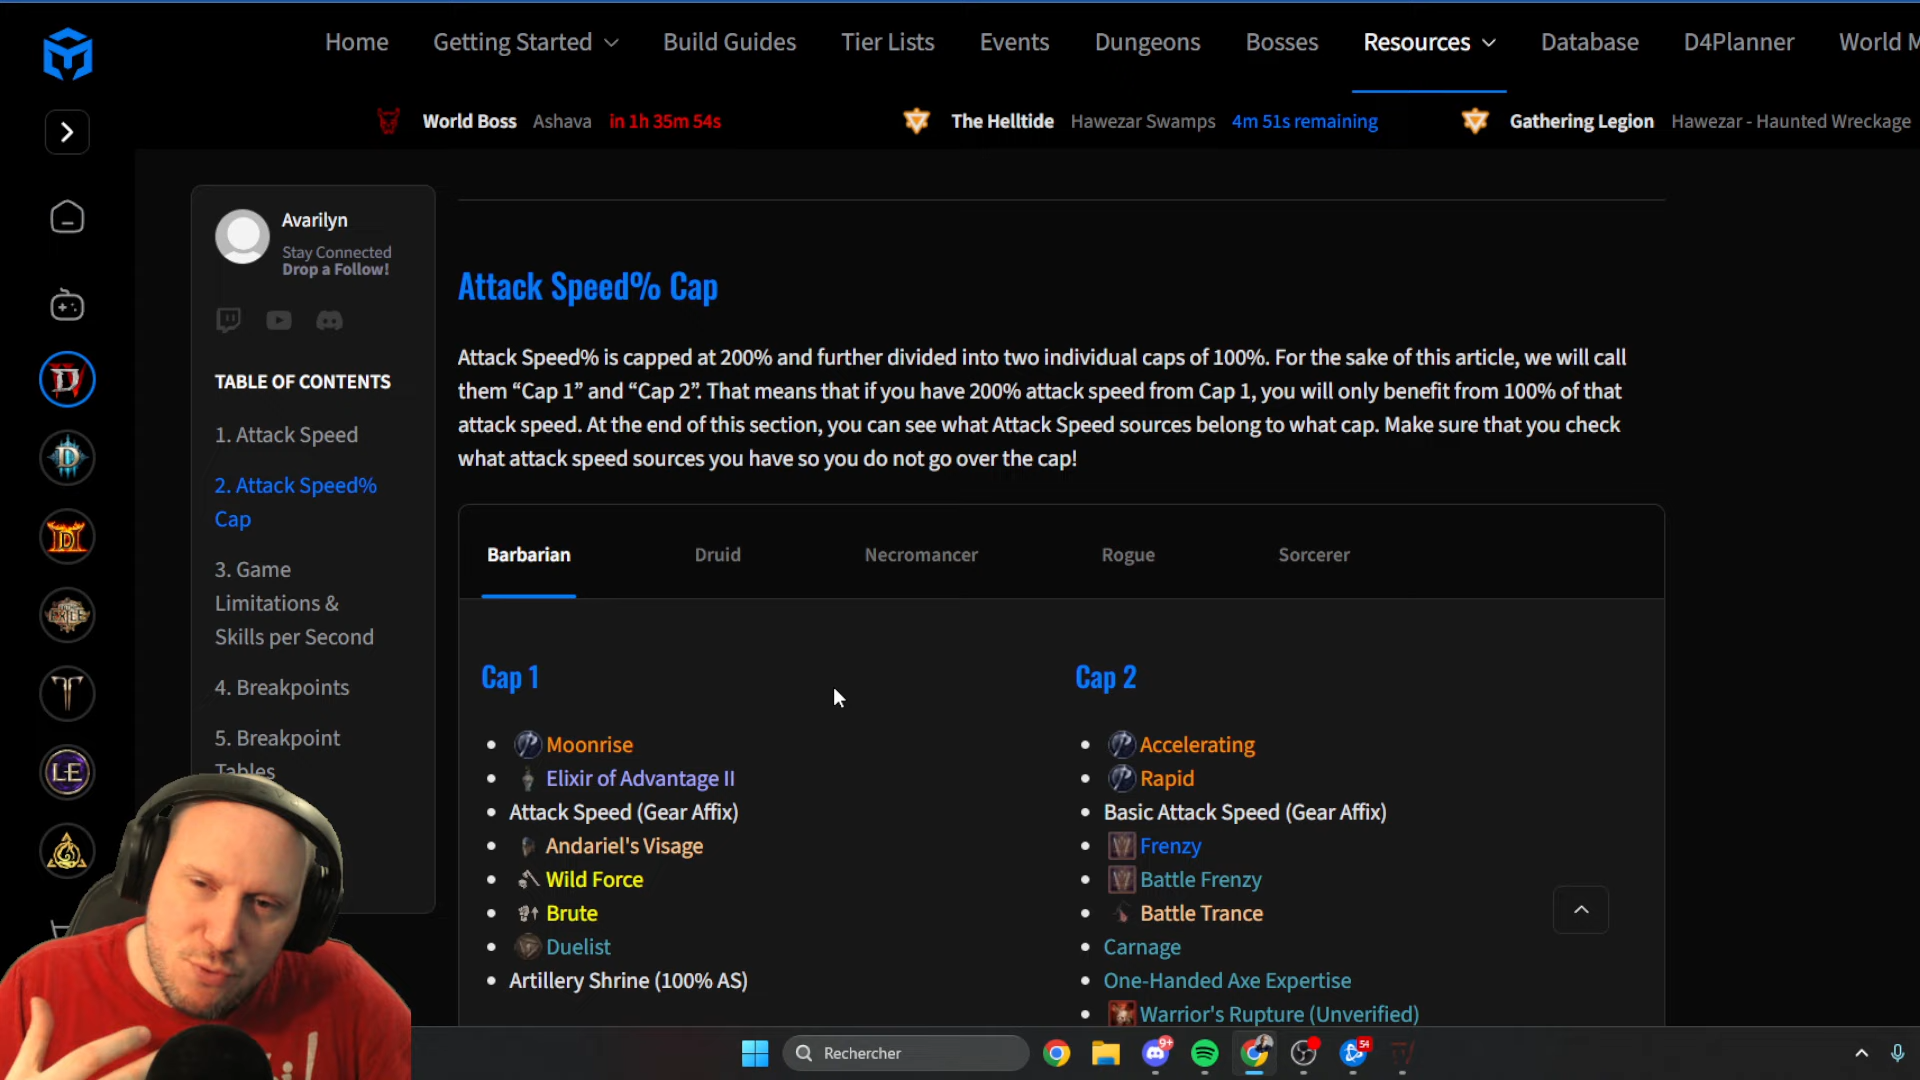 Home
Getting Started
Build Guides
Tier Lists
Events
Dungeons
Bosses
Resources
Database
D4Planner
World M
World Boss Ashava in 1h 35m 54s
The Helltide Hawezar Swamps 4m 51s remaining
Gathering Legion Hawezar - Haunted Wreckage
Avarilyn
Stay Connected
Drop a Follow!
TABLE OF CONTENTS
1. Attack Speed
2. Attack Speed%
Cap
3. Game
Limitations &
Skills per Second
4. Breakpoints
5. Breakpoint
Tables
Attack Speed% Cap
Attack Speed% is capped at 200% and further divided into two individual caps of 100%. For the sake of this article, we will call
them “Cap 1” and “Cap 2”. That means that if you have 200% attack speed from Cap 1, you will only benefit from 100% of that
attack speed. At the end of this section, you can see what Attack Speed sources belong to what cap. Make sure that you check
what attack speed sources you have so you do not go over the cap!
Barbarian
Druid
Necromancer
Rogue
Sorcerer
Cap 1
Moonrise
Elixir of Advantage II
Attack Speed (Gear Affix)
Andariel's Visage
Wild Force
Brute
Duelist
Artillery Shrine (100% AS)
Cap 2
Accelerating
Rapid
Basic Attack Speed (Gear Affix)
Frenzy
Battle Frenzy
Battle Trance
Carnage
One-Handed Axe Expertise
Warrior's Rupture (Unverified)
LE
Rechercher
9+
54